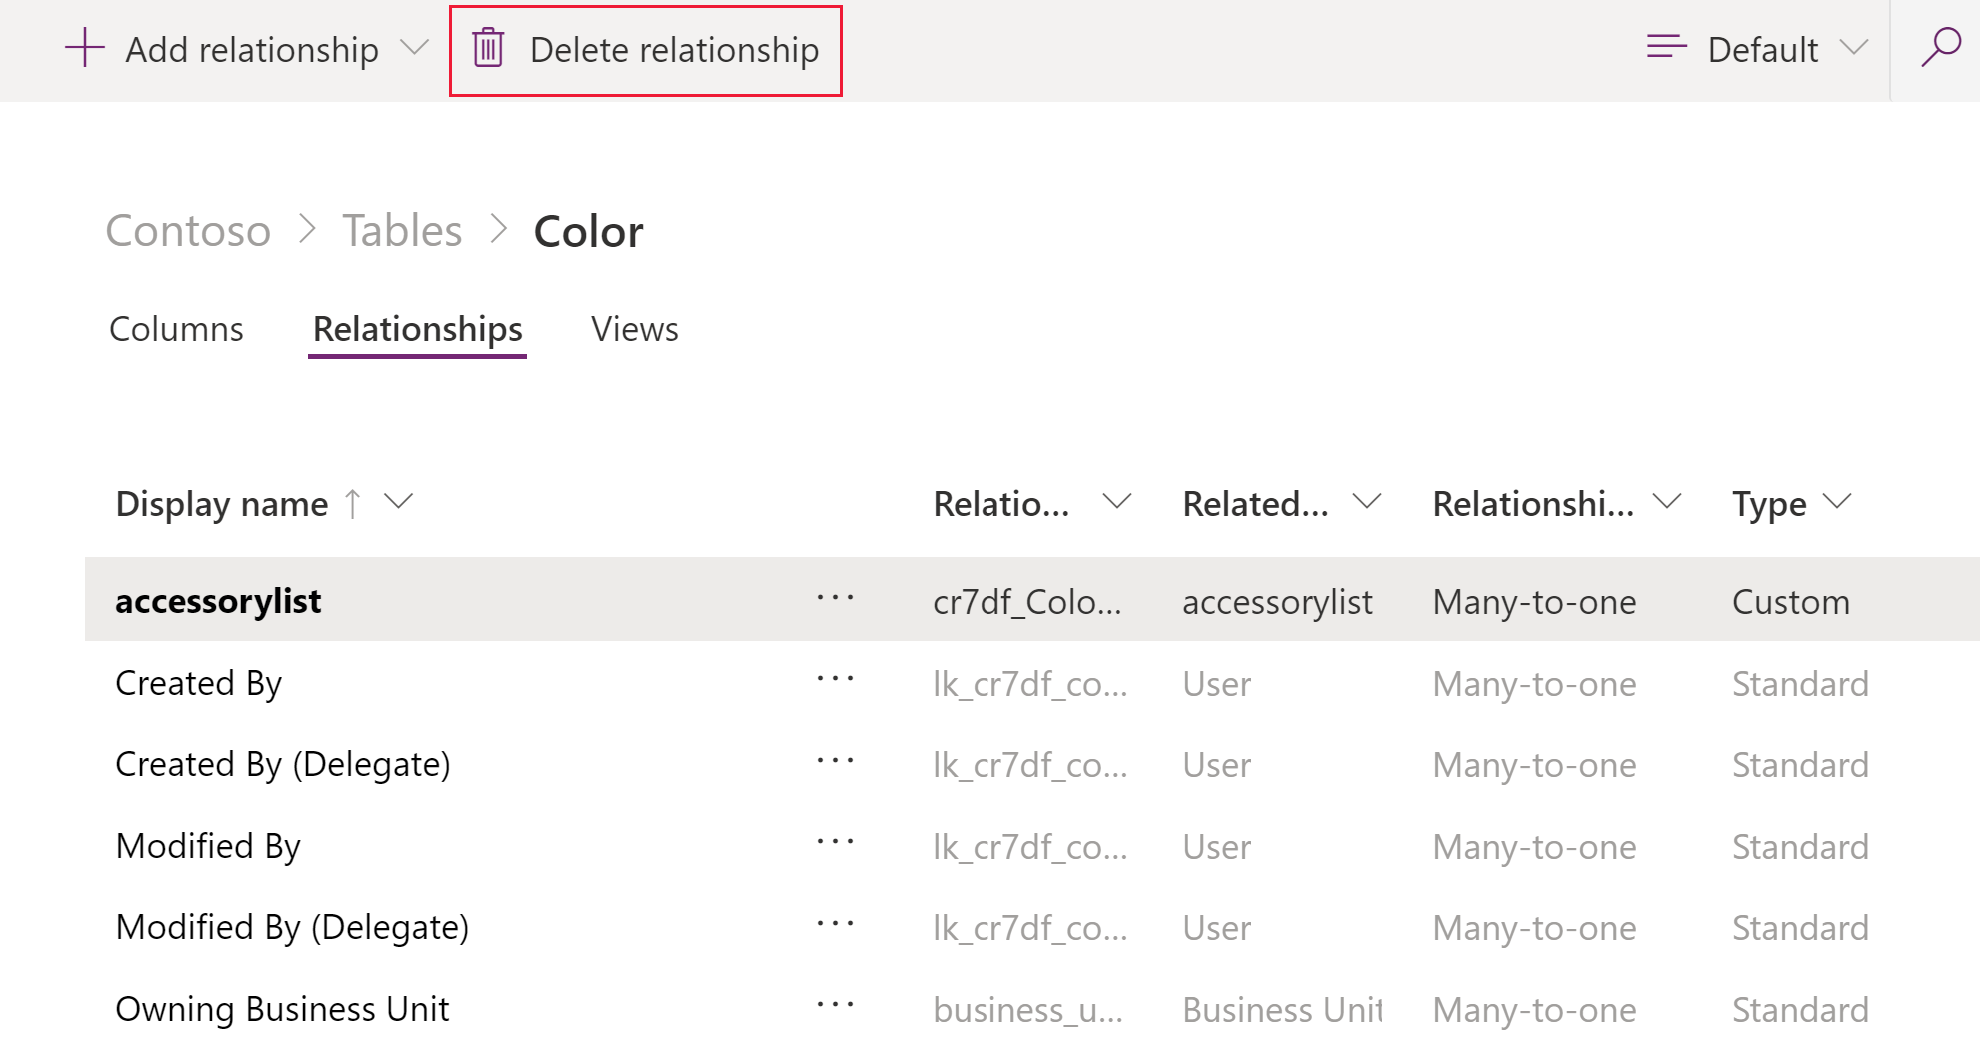 Add relationship Delete relationship Default
Contoso > Tables > Color
Columns Relationships Views
Display name ↑ Relatio... Related... Relationshi... Type
accessorylist ... cr7df_Colo... accessorylist Many-to-one Custom
Created By ... lk_cr7df_co... User Many-to-one Standard
Created By (Delegate) ... lk_cr7df_co... User Many-to-one Standard
Modified By ... lk_cr7df_co... User Many-to-one Standard
Modified By (Delegate) ... lk_cr7df_co... User Many-to-one Standard
Owning Business Unit ... business_u... Business Unit Many-to-one Standard